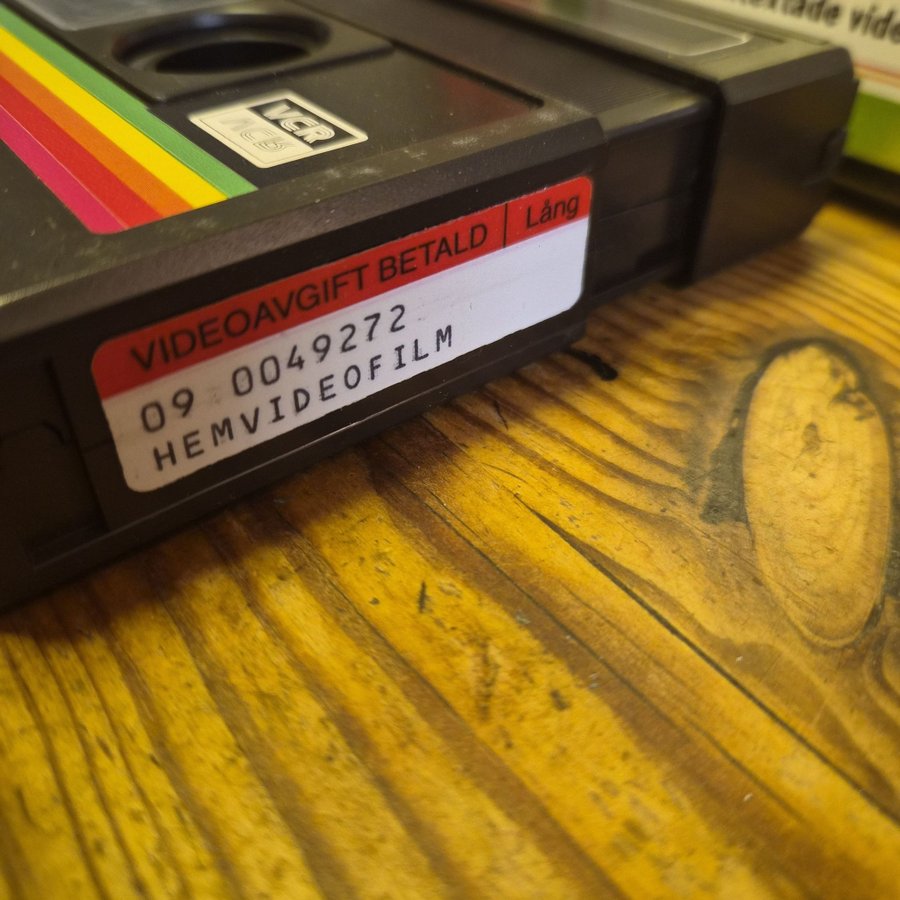 VCR
VIDEOAVGIFT BETALD | Lång
09 0049272
HEMVIDEOFILM